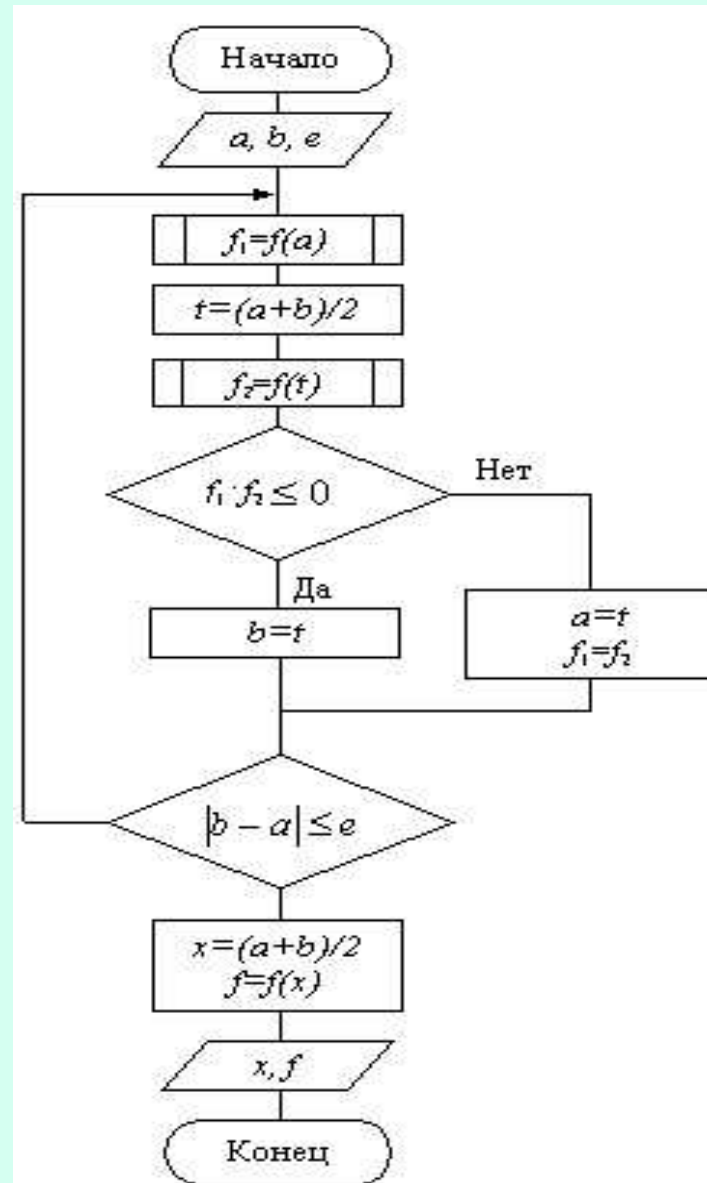 Начало
a, b, e
f₁=f(a)
t=(a+b)/2
f₂=f(t)
f₁·f₂ ≤ 0
Нет
Да
b=t
a=t
f₁=f₂
|b − a| ≤ e
x=(a+b)/2
f=f(x)
x, f
Конец